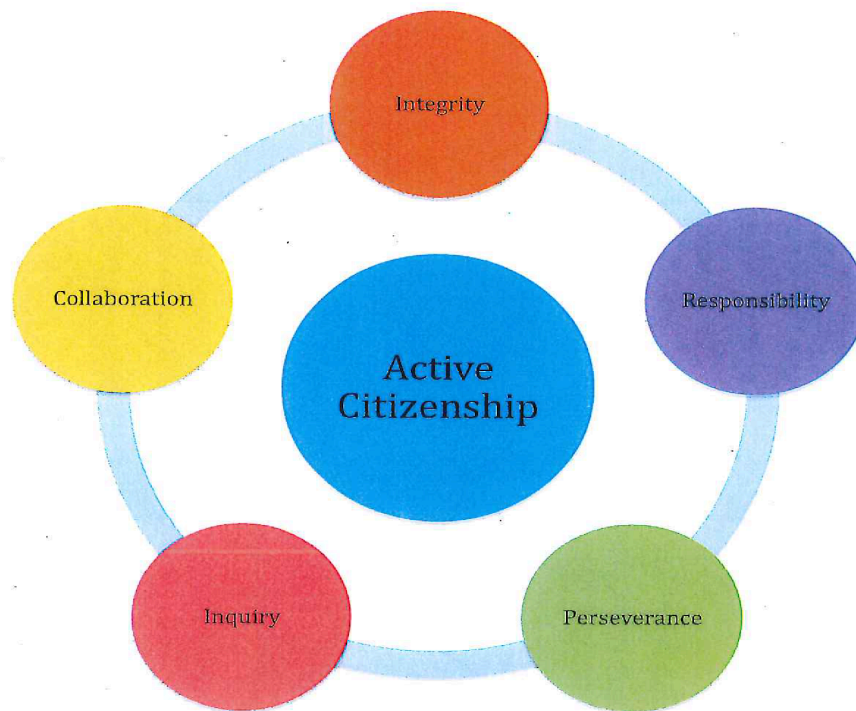 Integrity
Responsibility
Perseverance
Inquiry
Collaboration
Active
Citizenship